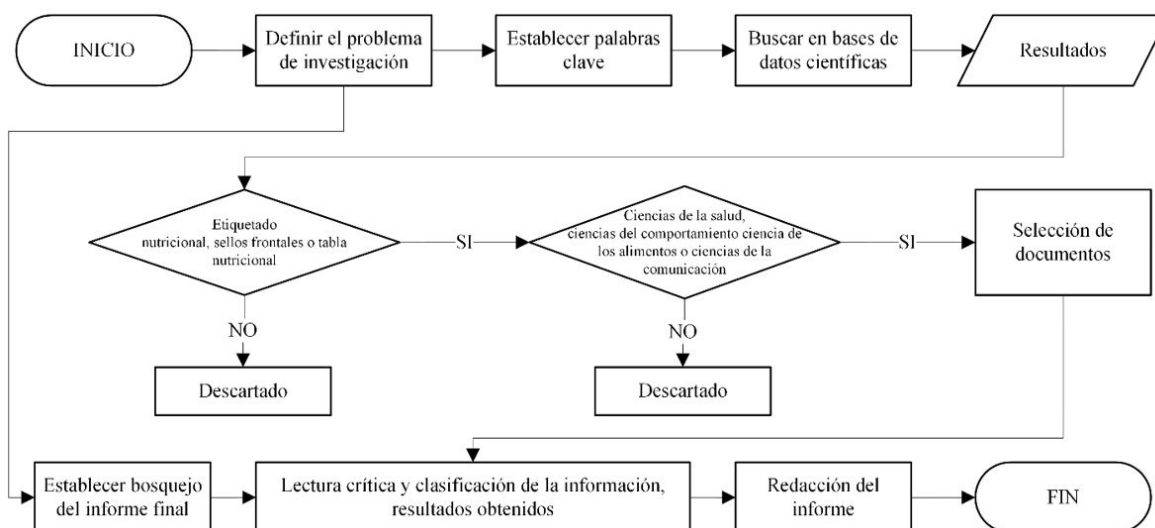 INICIO
Definir el problema
de investigación
Establecer palabras
clave
Buscar en bases de
datos científicas
Resultados
Etiquetado
nutricional, sellos frontales o tabla
nutricional
SI
Ciencias de la salud,
ciencias del comportamiento ciencia de
los alimentos o ciencias de la
comunicación
SI
Selección de
documentos
NO
NO
Descartado
Descartado
Establecer bosquejo
del informe final
Lectura crítica y clasificación de la información,
resultados obtenidos
Redacción del
informe
FIN